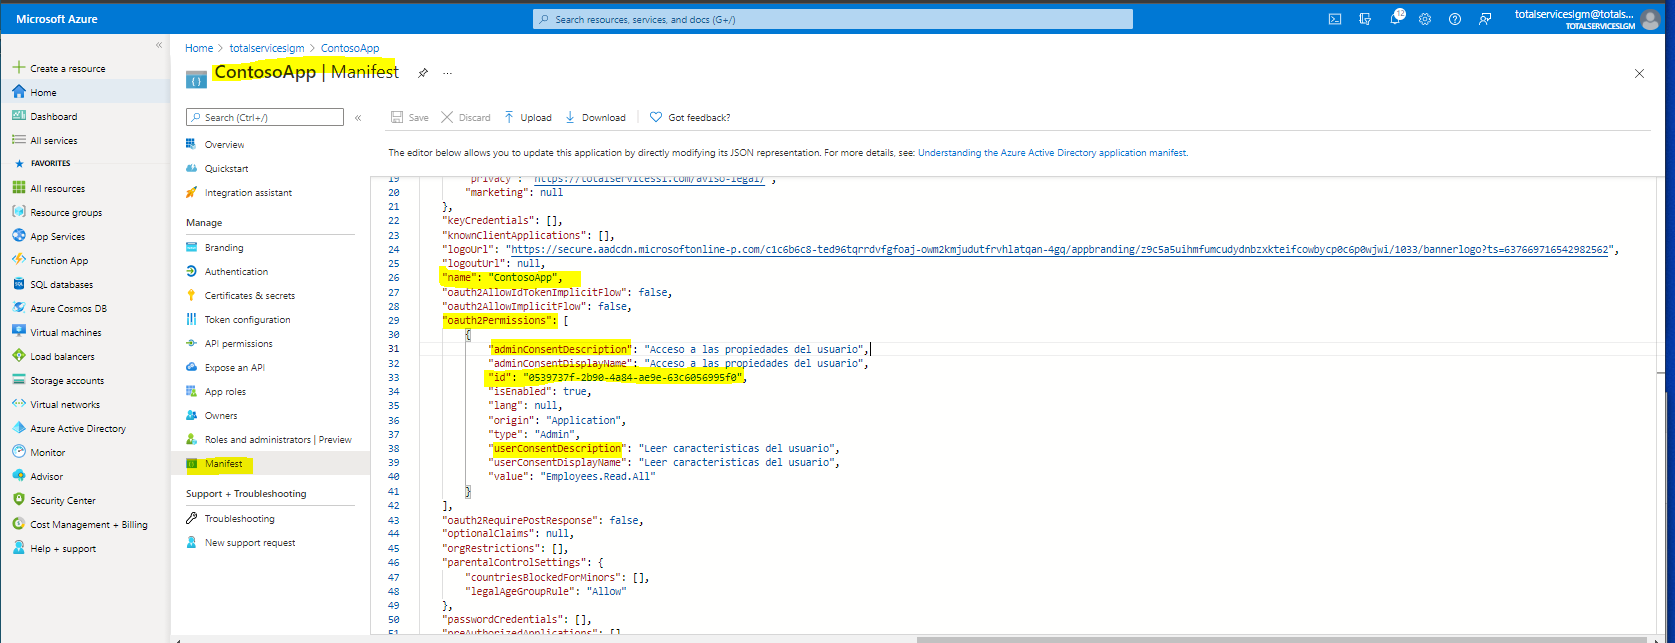 Microsoft Azure
Search resources, services, and docs (G+/)
12
totalserviceslgm@totals...
TOTALSERVICESLGM
«
Create a resource
Home
Dashboard
All services
FAVORITES
All resources
Resource groups
App Services
Function App
SQL databases
Azure Cosmos DB
Virtual machines
Load balancers
Storage accounts
Virtual networks
Azure Active Directory
Monitor
Advisor
Security Center
Cost Management + Billing
Help + support
Home > totalserviceslgm > ContosoApp
ContosoApp | Manifest
...
Search (Ctrl+/)
«
Overview
Quickstart
Integration assistant
Manage
Branding
Authentication
Certificates & secrets
Token configuration
API permissions
Expose an API
App roles
Owners
Roles and administrators | Preview
Manifest
Support + Troubleshooting
Troubleshooting
New support request
Save Discard Upload Download Got feedback?
The editor below allows you to update this application by directly modifying its JSON representation. For more details, see: Understanding the Azure Active Directory application manifest.
19 "privacy": "https://totalservicessl.com/aviso-legal/",
20 "marketing": null
21 },
22 "keyCredentials": [],
23 "knownClientApplications": [],
24 "logoUrl": "https://secure.aadcdn.microsoftonline-p.com/c1c6b6c8-ted96tqrrdvfgfoaj-owm2kmjudutfrvhlatqan-4gq/appbranding/z9c5a5uihmfumcudydnbzxkteifcowbycp0c6p0wjwi/1033/bannerlogo?ts=637669716542982562",
25 "logoutUrl": null,
26 "name": "ContosoApp",
27 "oauth2AllowIdTokenImplicitFlow": false,
28 "oauth2AllowImplicitFlow": false,
29 "oauth2Permissions": [
30 {
31 "adminConsentDescription": "Acceso a las propiedades del usuario",
32 "adminConsentDisplayName": "Acceso a las propiedades del usuario",
33 "id": "0539737f-2b90-4a84-ae9e-63c6056995f0",
34 "isEnabled": true,
35 "lang": null,
36 "origin": "Application",
37 "type": "Admin",
38 "userConsentDescription": "Leer caracteristicas del usuario",
39 "userConsentDisplayName": "Leer caracteristicas del usuario",
40 "value": "Employees.Read.All"
41 }
42 ],
43 "oauth2RequirePostResponse": false,
44 "optionalClaims": null,
45 "orgRestrictions": [],
46 "parentalControlSettings": {
47 "countriesBlockedForMinors": [],
48 "legalAgeGroupRule": "Allow"
49 },
50 "passwordCredentials": [],
51 "preAuthorizedApplications": []